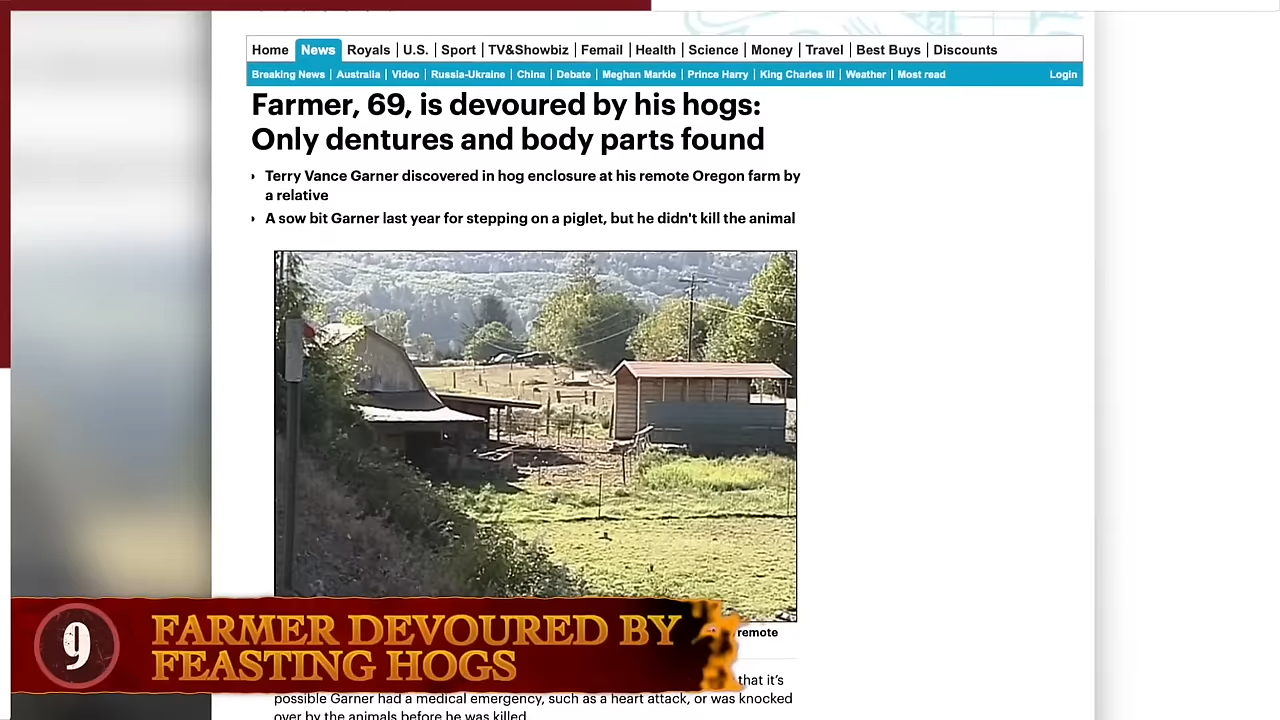 Home News Royals U.S. Sport TV&Showbiz Femail Health Science Money Travel Best Buys Discounts
Breaking News Australia Video Russia-Ukraine China Debate Meghan Markle Prince Harry King Charles III Weather Most read Login
Farmer, 69, is devoured by his hogs:
Only dentures and body parts found
Terry Vance Garner discovered in hog enclosure at his remote Oregon farm by
a relative
A sow bit Garner last year for stepping on a piglet, but he didn't kill the animal
remote
9 FARMER DEVOURED BY
FEASTING HOGS
that it's
possible Garner had a medical emergency, such as a heart attack, or was knocked
over by the animals before he was killed.